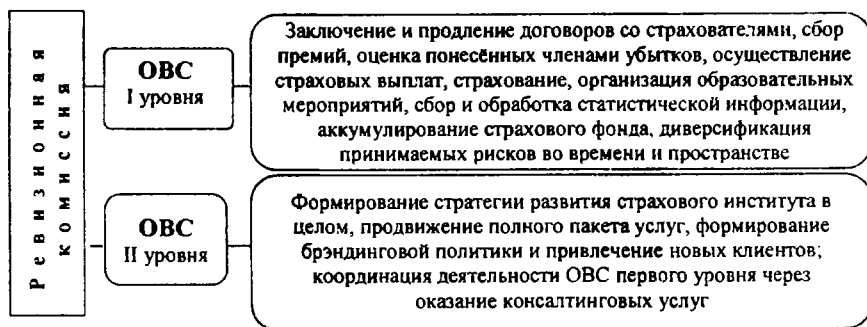 Ревизионная
комиссия
ОВС
I уровня
Заключение и продление договоров со страхователями, сбор
премий, оценка понесённых членами убытков, осуществление
страховых выплат, страхование, организация образовательных
мероприятий, сбор и обработка статистической информации,
аккумулирование страхового фонда, диверсификация
принимаемых рисков во времени и пространстве
ОВС
II уровня
Формирование стратегии развития страхового института в
целом, продвижение полного пакета услуг, формирование
брэндинговой политики и привлечение новых клиентов;
координация деятельности ОВС первого уровня через
оказание консалтинговых услуг